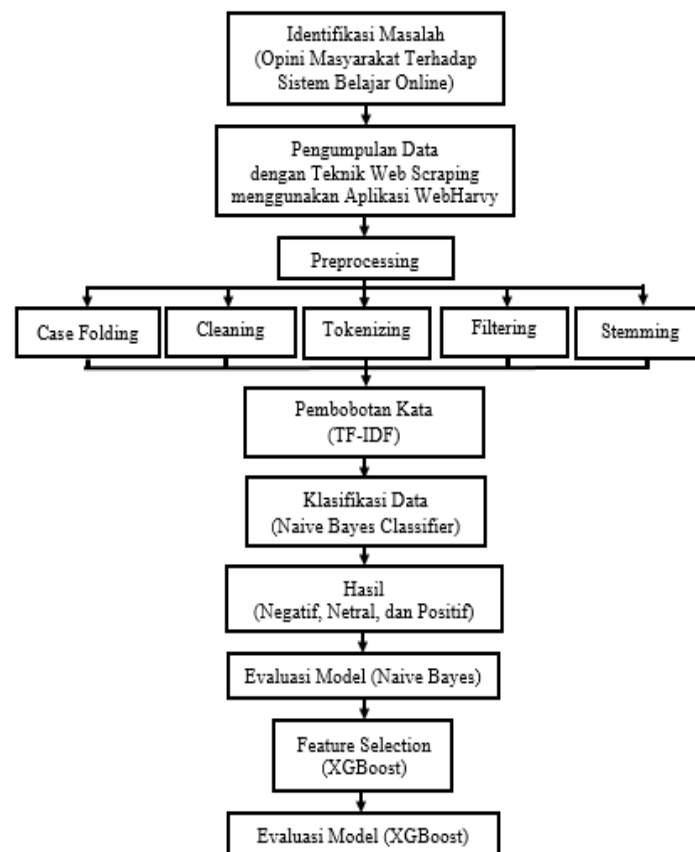 Identifikasi Masalah
(Opini Masyarakat Terhadap
Sistem Belajar Online)
Pengumpulan Data
dengan Teknik Web Scraping
menggunakan Aplikasi WebHarvy
Preprocessing
Case Folding
Cleaning
Tokenizing
Filtering
Stemming
Pembobotan Kata
(TF-IDF)
Klasifikasi Data
(Naive Bayes Classifier)
Hasil
(Negatif, Netral, dan Positif)
Evaluasi Model (Naive Bayes)
Feature Selection
(XGBoost)
Evaluasi Model (XGBoost)